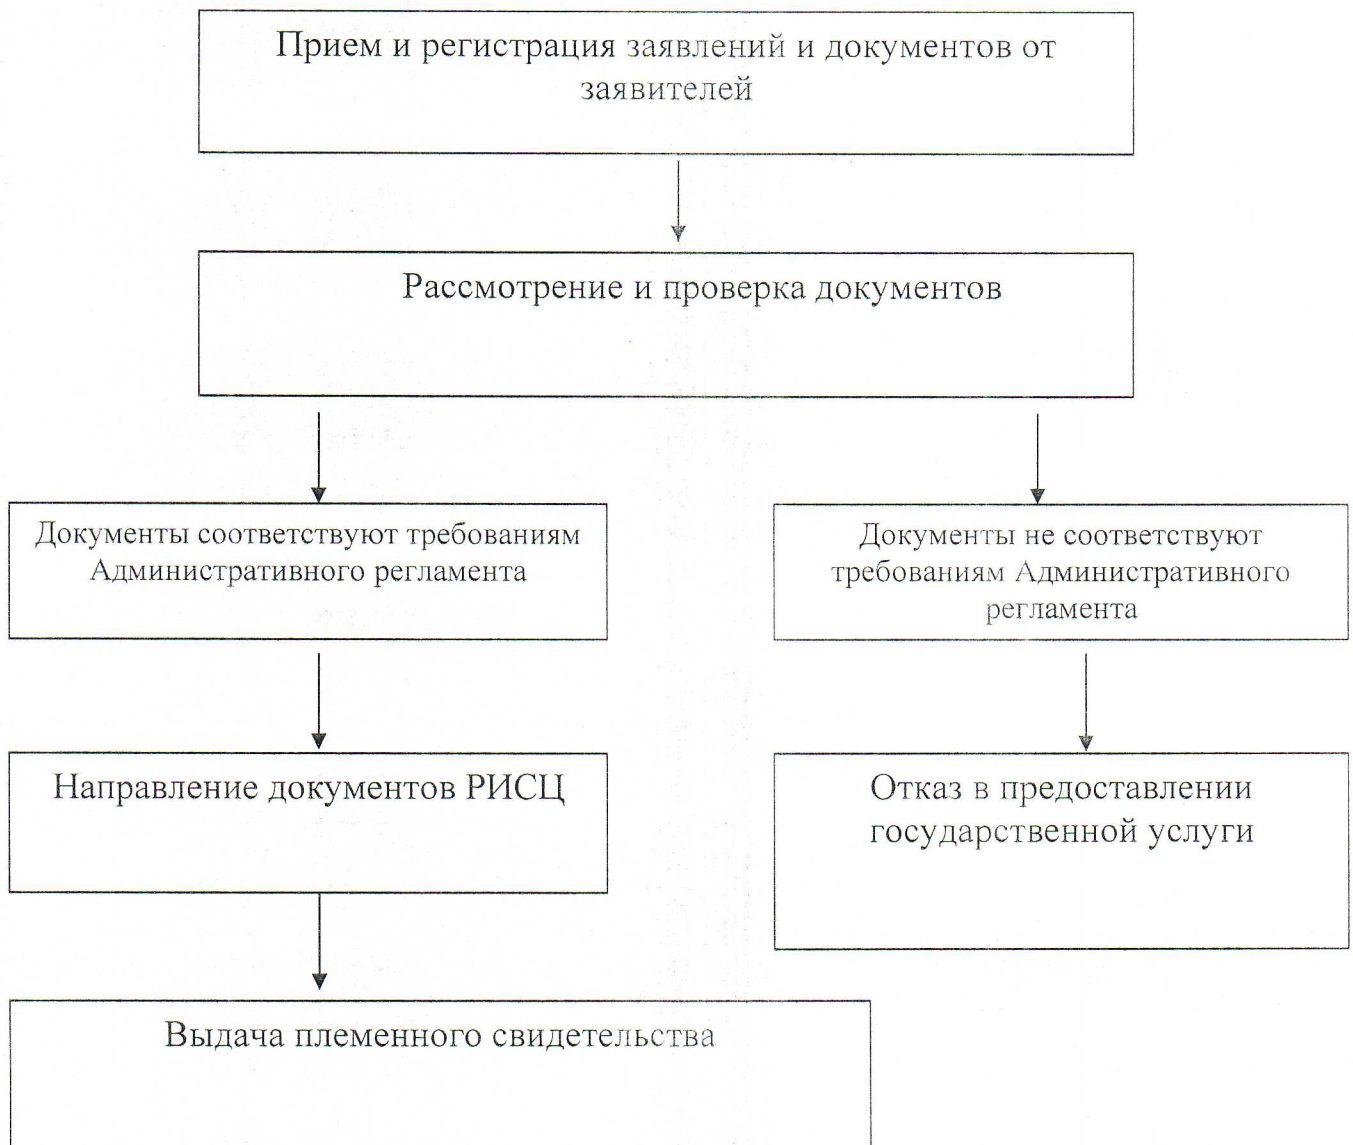 Прием и регистрация заявлений и документов от
заявителей
Рассмотрение и проверка документов
Документы соответствуют требованиям
Административного регламента
Документы не соответствуют
требованиям Административного
регламента
Направление документов РИСЦ
Отказ в предоставлении
государственной услуги
Выдача племенного свидетельства